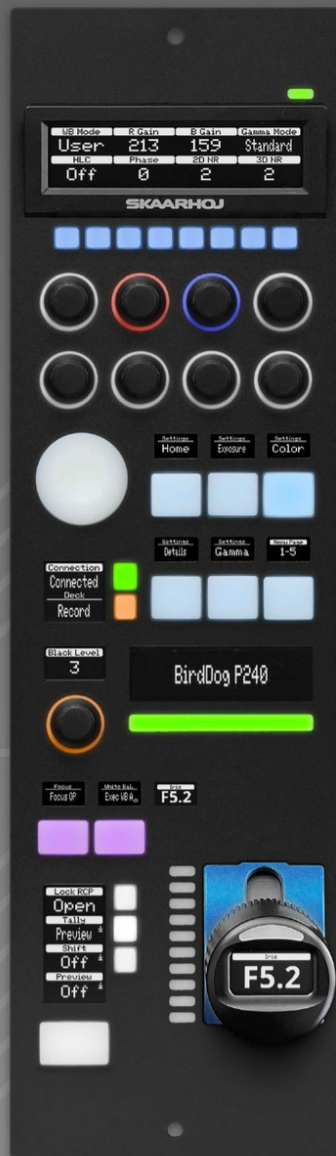 WB Mode R Gain B Gain Gamma Mode
User 213 159 Standard
HLC Phase 2D NR 3D NR
Off 0 2 2
SKAARHOJ
Settings Settings Settings
Home Exposure Color
Settings Settings Menu Page
Details Gamma 1-5
Connection
Connected
Deck
Record
Black Level
3
BirdDog P240
Focus White Bal. Iris
Focus OP Exec WB A F5.2
Lock RCP
Open
Tally
Preview
Shift
Off
Preview
Off
Iris
F5.2